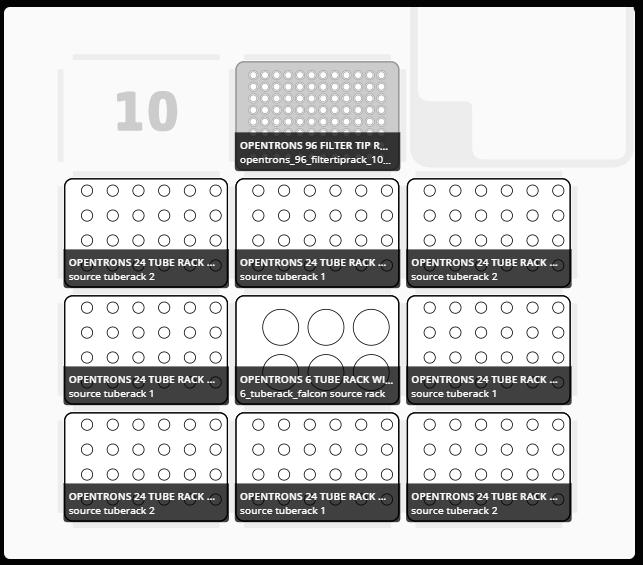 10
OPENTRONS 96 FILTER TIP R...
opentrons_96_filtertiprack_10...
OPENTRONS 24 TUBE RACK ...
source tuberack 2
OPENTRONS 24 TUBE RACK ...
source tuberack 1
OPENTRONS 24 TUBE RACK ...
source tuberack 2
OPENTRONS 24 TUBE RACK ...
source tuberack 1
OPENTRONS 6 TUBE RACK WI...
6_tuberack_falcon source rack
OPENTRONS 24 TUBE RACK ...
source tuberack 1
OPENTRONS 24 TUBE RACK ...
source tuberack 2
OPENTRONS 24 TUBE RACK ...
source tuberack 1
OPENTRONS 24 TUBE RACK ...
source tuberack 2